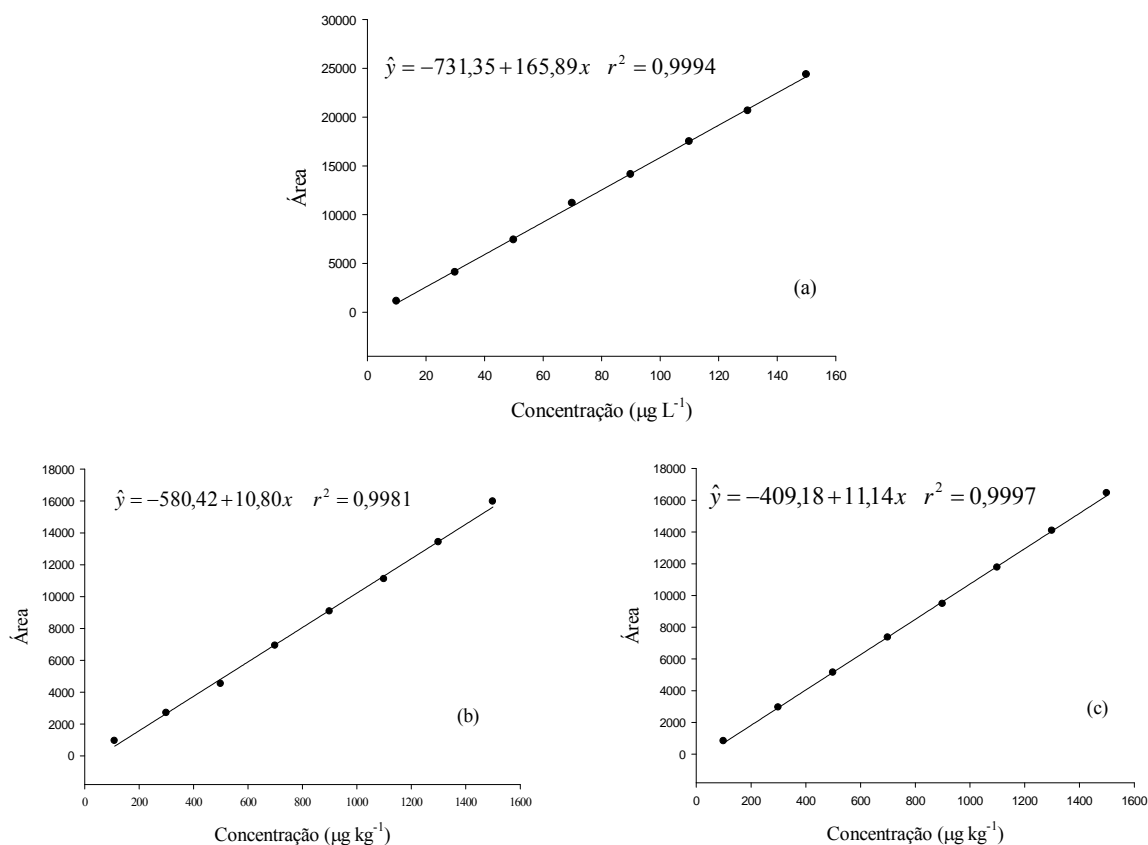 30000
ŷ = −731,35 + 165,89x r² = 0,9994
25000
20000
15000
10000
5000
0
Área
(a)
0 20 40 60 80 100 120 140 160
Concentração (μg L⁻¹)
18000
ŷ = −580,42 + 10,80x r² = 0,9981
16000
14000
12000
10000
8000
6000
4000
2000
0
Área
(b)
0 200 400 600 800 1000 1200 1400 1600
Concentração (μg kg⁻¹)
18000
ŷ = −409,18 + 11,14x r² = 0,9997
16000
14000
12000
10000
8000
6000
4000
2000
0
Área
(c)
0 200 400 600 800 1000 1200 1400 1600
Concentração (μg kg⁻¹)